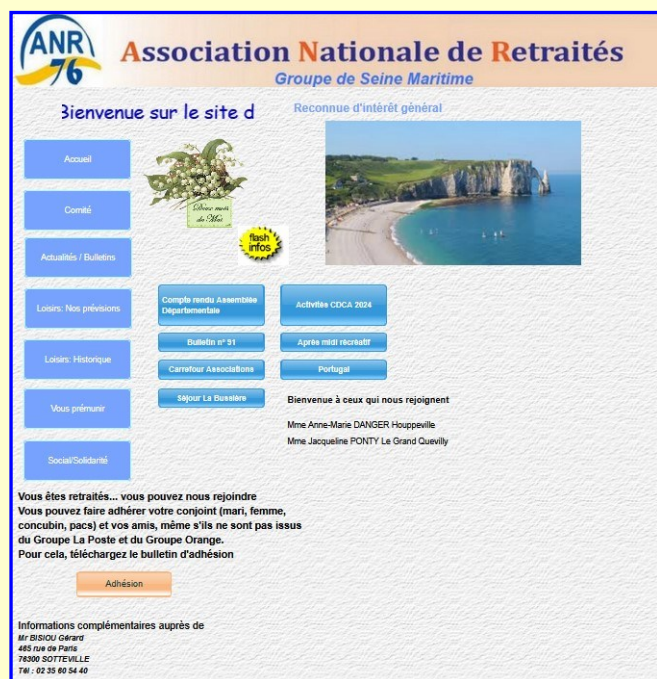 ANR
76
Association Nationale de Retraités
Groupe de Seine Maritime
Bienvenue sur le site d
Reconnue d'intérêt général
Accueil
Doux mois
de Mai
Comité
flash
infos
Actualités / Bulletins
Compte rendu Assemblée
Départementale
Activités CDCA 2024
Loisirs: Nos prévisions
Bulletin n° 91
Après midi récréatif
Loisirs: Historique
Carrefour Associations
Portugal
Séjour La Bussière
Bienvenue à ceux qui nous rejoignent
Vous prémunir
Mme Anne-Marie DANGER Houppeville
Mme Jacqueline PONTY Le Grand Quevilly
Social/Solidarité
Vous êtes retraités... vous pouvez nous rejoindre
Vous pouvez faire adhérer votre conjoint (mari, femme,
concubin, pacs) et vos amis, même s'ils ne sont pas issus
du Groupe La Poste et du Groupe Orange.
Pour cela, téléchargez le bulletin d'adhésion
Adhésion
Informations complémentaires auprès de
Mr BISIOU Gérard
465 rue de Paris
76300 SOTTEVILLE
Tél : 02 35 60 54 40